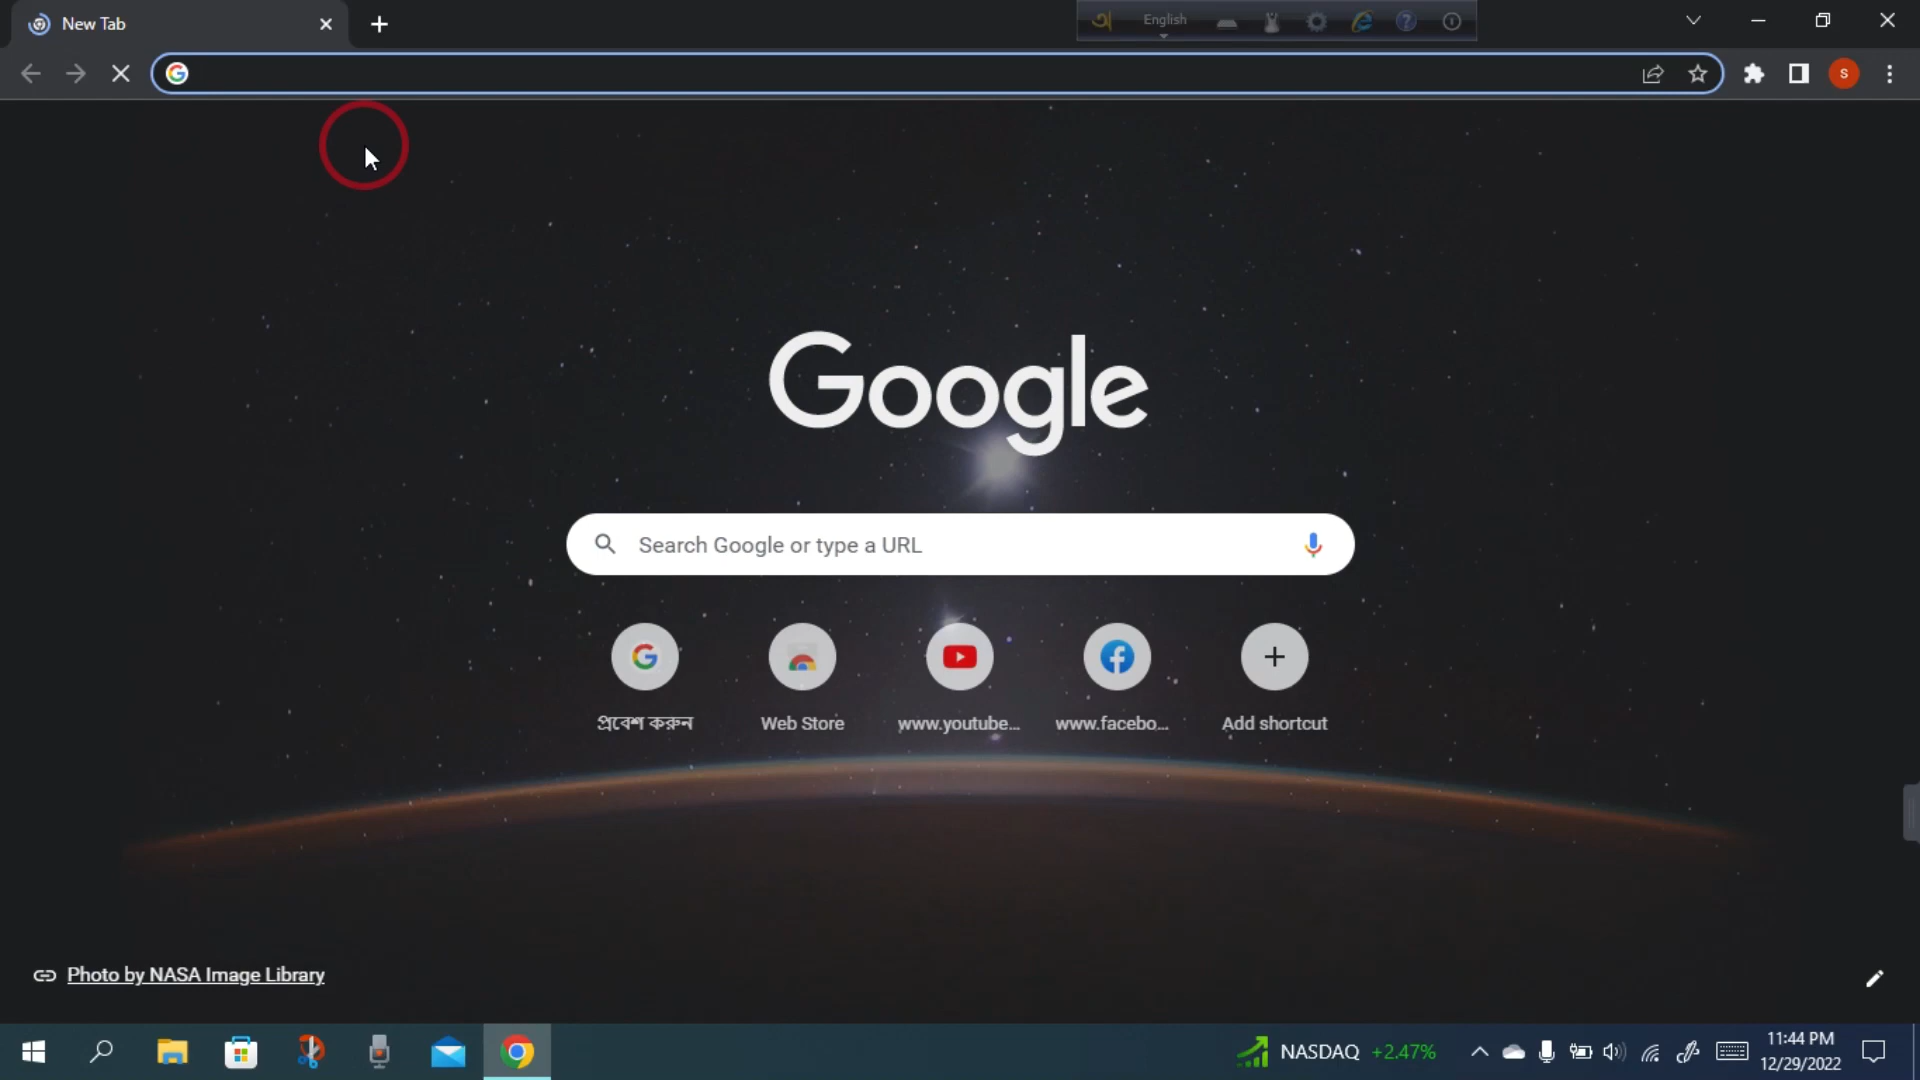 New Tab
English
Google
Search Google or type a URL
প্রবেশ করুন
Web Store
www.youtube...
www.facebo...
Add shortcut
Photo by NASA Image Library
NASDAQ +2.47%
11:44 PM
12/29/2022
S